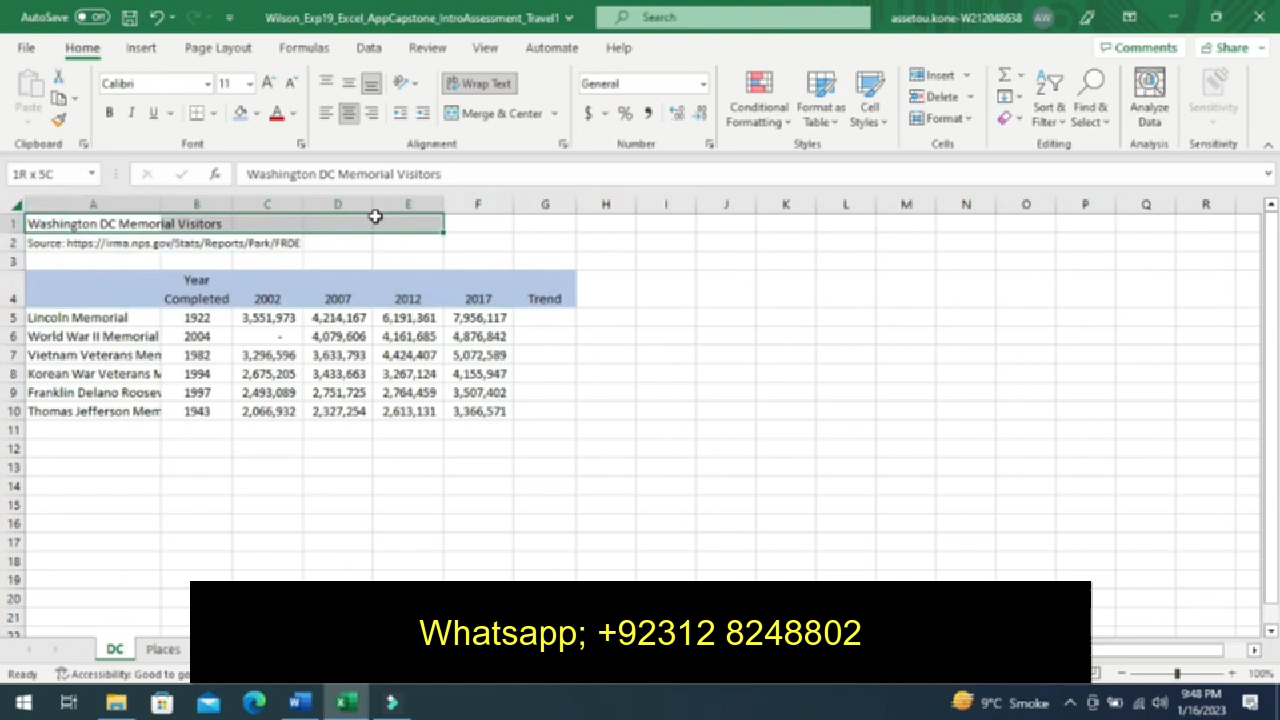 AutoSave Off Wilson_Exp19_Excel_AppCapstone_IntroAssessment_Travel1 Search assetou.kone-W212048638 AW
File Home Insert Page Layout Formulas Data Review View Automate Help Comments Share
Paste Calibri 11 A A Wrap Text General Conditional Formatting Format as Table Cell Styles Insert Sort & Filter Find & Select Analyze Data Sensitivity
B I U A Merge & Center $ % Delete
Format
Clipboard Font Alignment Number Styles Cells Editing Analysis Sensitivity
1R x 5C fx Washington DC Memorial Visitors
A B C D E F G H I J K L M N O P Q R
1 Washington DC Memorial Visitors
2 Source: https://irma.nps.gov/Stats/Reports/Park/FRDE
3
4 Year Completed 2002 2007 2012 2017 Trend
5 Lincoln Memorial 1922 3,551,973 4,214,167 6,191,361 7,956,117
6 World War II Memorial 2004 - 4,079,606 4,161,685 4,876,842
7 Vietnam Veterans Mem 1982 3,296,596 3,633,793 4,424,407 5,072,589
8 Korean War Veterans M 1994 2,675,205 3,433,663 3,267,124 4,155,947
9 Franklin Delano Roosev 1997 2,493,089 2,751,725 2,764,459 3,507,402
10 Thomas Jefferson Mem 1943 2,066,932 2,327,254 2,613,131 3,366,571
11
12
13
14
15
16
17
18
19
20
21
Whatsapp; +92312 8248802
DC Places
Ready Accessibility: Good to go 100%
9°C Smoke 9:48 PM
1/16/2023